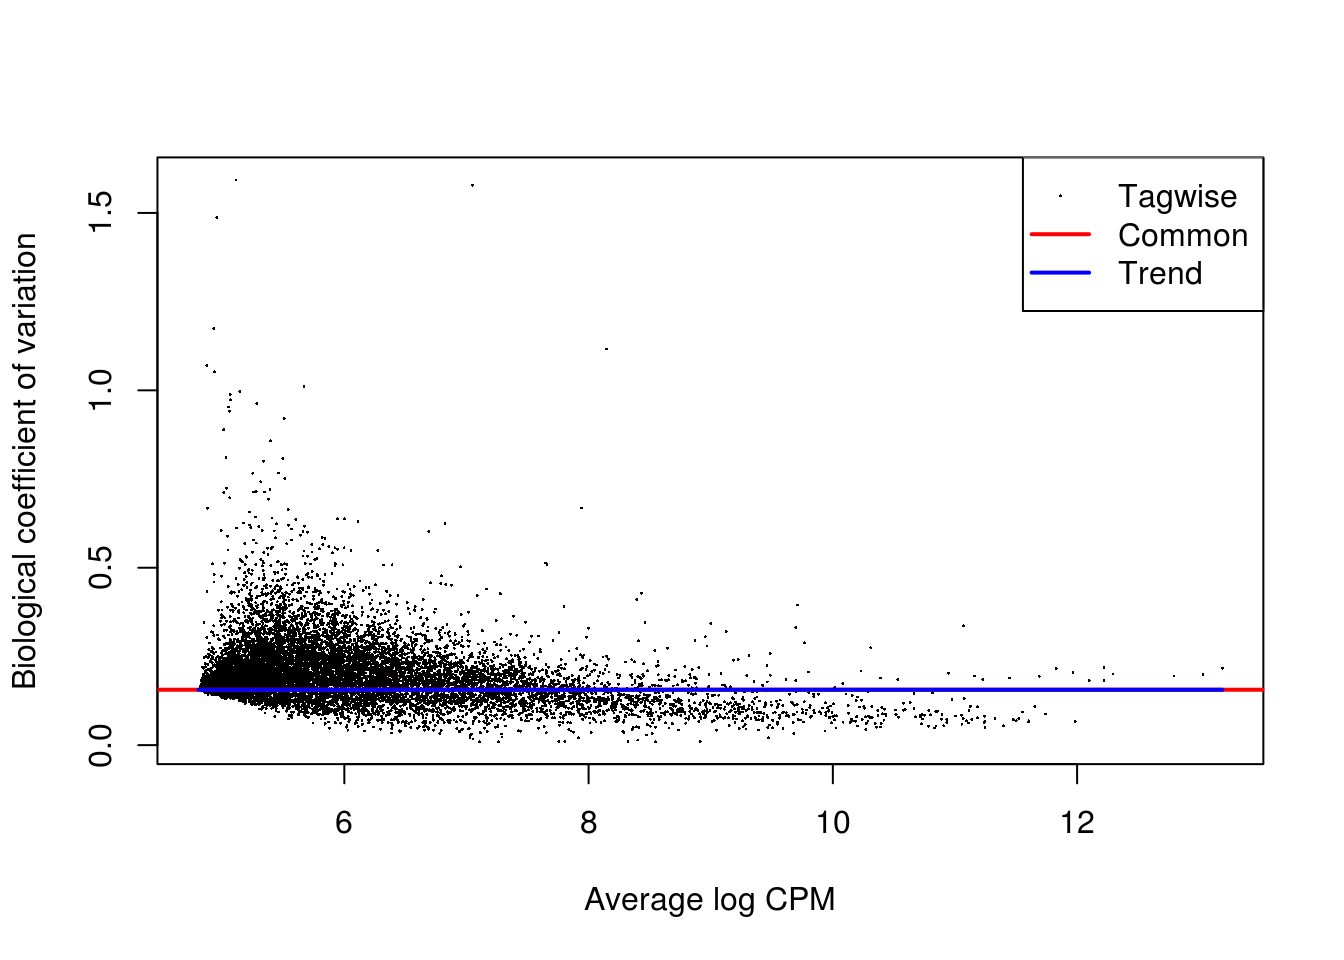 Tagwise
Common
Trend
Biological coefficient of variation
1.5
1.0
0.5
0.0
6
8
10
12
Average log CPM